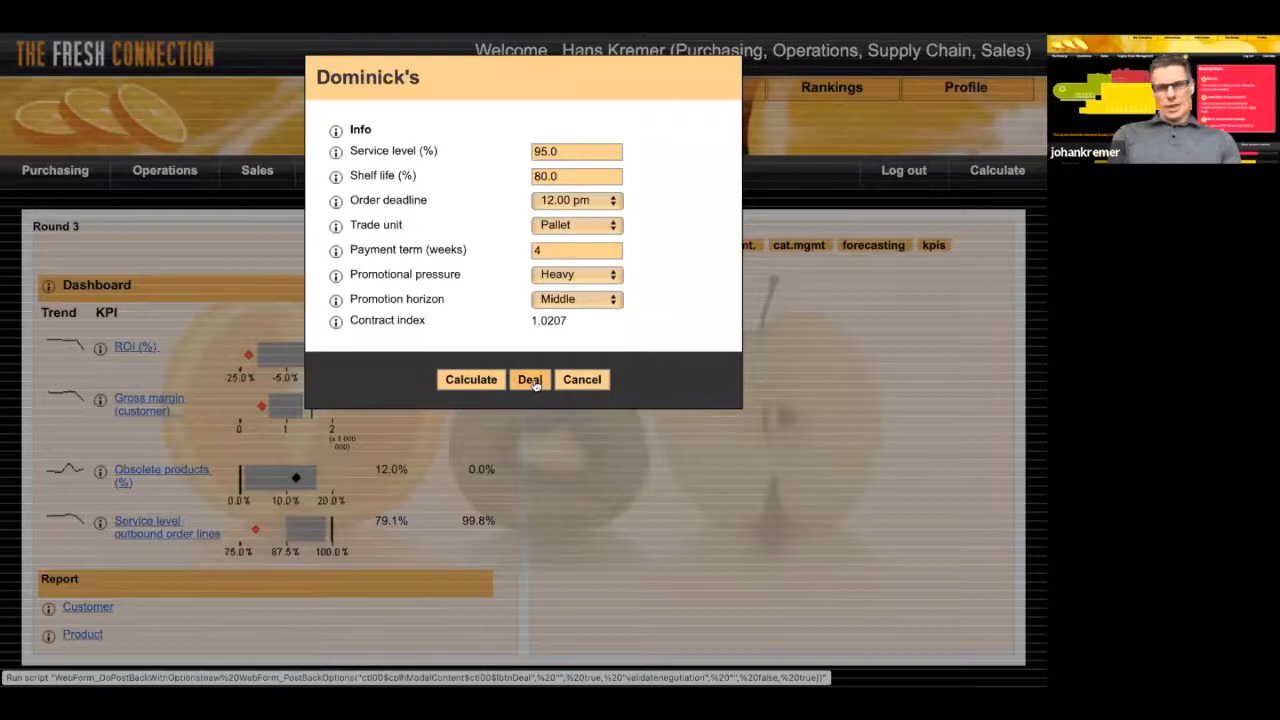 THE FRESH CONNECTION
Welcome, Hans Kremer (Purchasing, Operations, Supply Chain, Sales)
Dominick's
Rankings
Profile
Purchasing
Operations
Sales
Log out
Calculate
Info
Service level (%)
95.0
Shelf life (%)
80.0
Order deadline
12.00 pm
Trade unit
Pallet
Payment term (weeks)
4
Promotional pressure
Heavy
Promotion horizon
Middle
Contract index
1.0207
Calculate
Deal
Cancel
Round 3
mt.
cat.mgmt
forecasting
kpis
Dashboard
Trend
KPI
ROI (%)
-25.0%
-5.0%
Gross margin
(customer)
0
1
2
(x 1 000
000)
Obsolete products
(%)
0.0%
10.0%
20.0%
12.0%
0.0%
Service level
outbound order lines
75.0%
87.5%
100.0%
79.1%
99.8%
Report
Customer
Product
johankremer